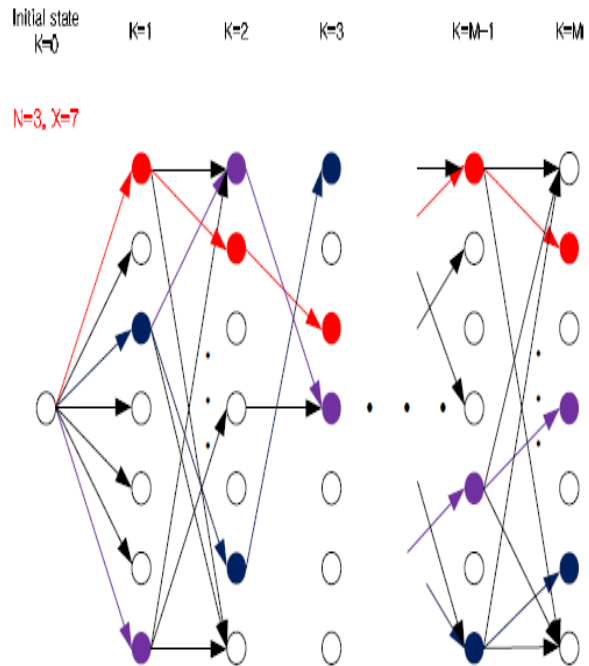 Initial state
K=0
K=1
K=2
K=3
K=M-1
K=M
N=3, X=7